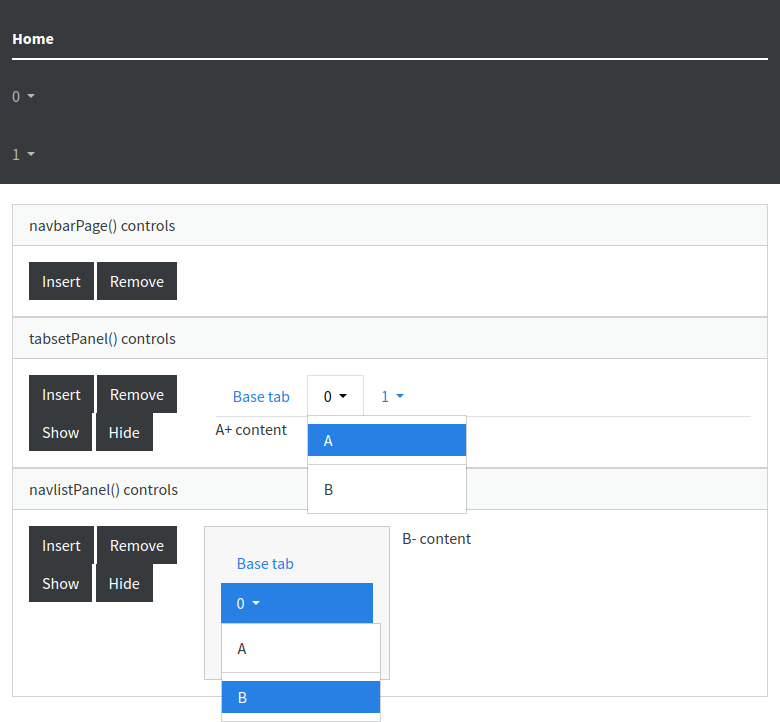 Home
0
1
navbarPage() controls
Insert Remove
tabsetPanel() controls
Insert Remove Base tab 0 1
Show Hide A+ content
A
B
navlistPanel() controls
Insert Remove B- content
Base tab
Show Hide
0
A
B